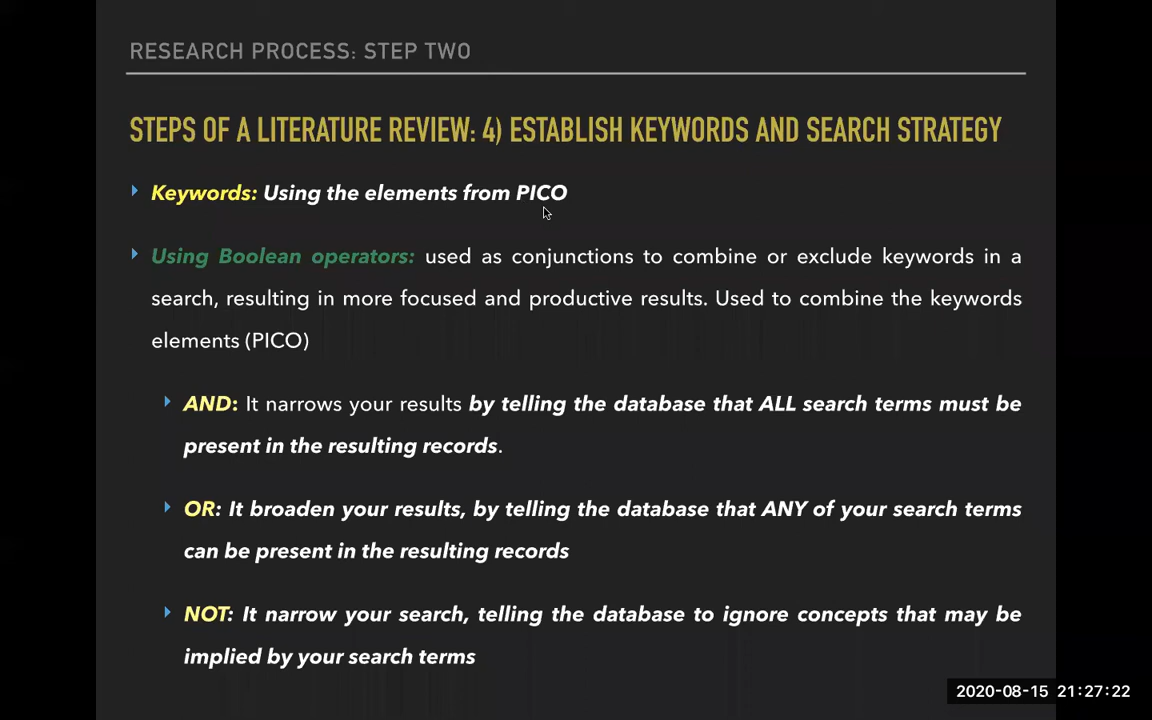 RESEARCH PROCESS: STEP TWO
STEPS OF A LITERATURE REVIEW: 4) ESTABLISH KEYWORDS AND SEARCH STRATEGY
Keywords: Using the elements from PICO
Using Boolean operators: used as conjunctions to combine or exclude keywords in a
search, resulting in more focused and productive results. Used to combine the keywords
elements (PICO)
AND: It narrows your results by telling the database that ALL search terms must be
present in the resulting records.
OR: It broaden your results, by telling the database that ANY of your search terms
can be present in the resulting records
NOT: It narrow your search, telling the database to ignore concepts that may be
implied by your search terms
2020-08-15 21:27:22